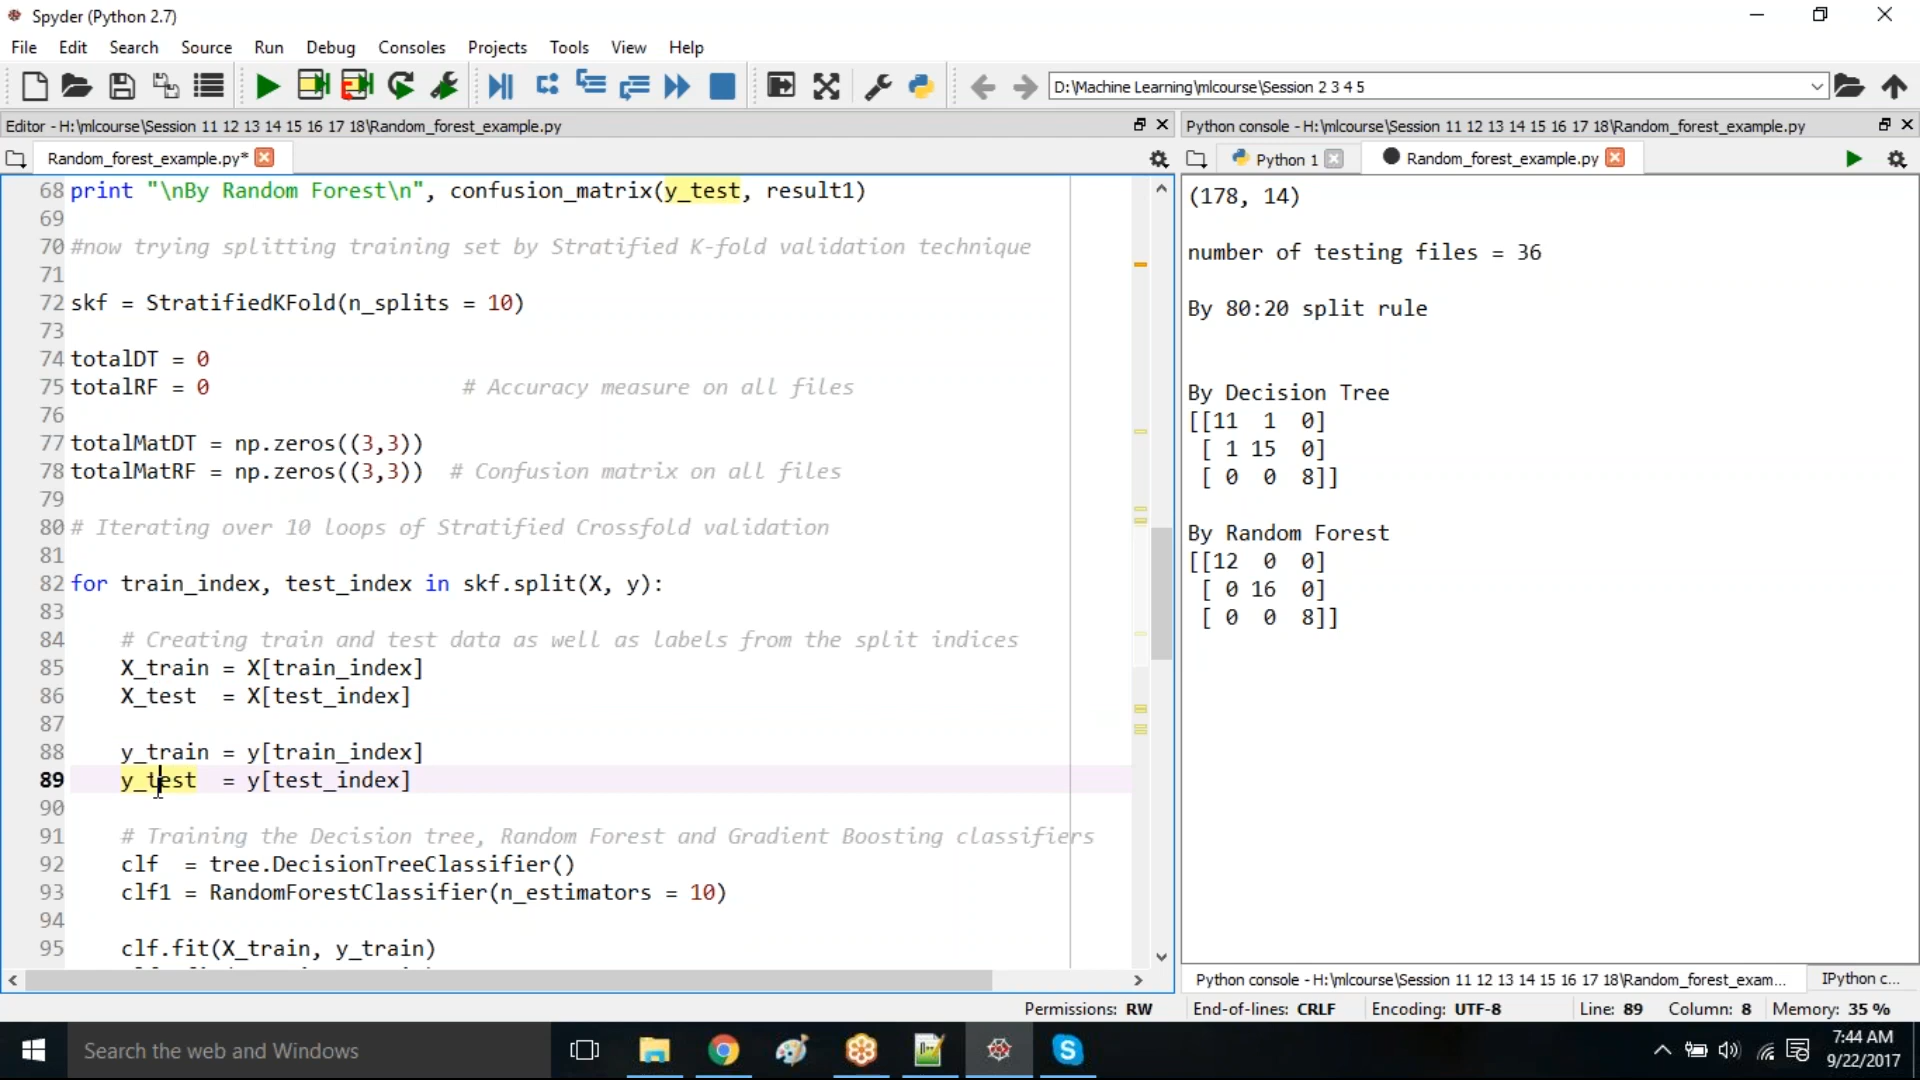 Spyder (Python 2.7)
File Edit Search Source Run Debug Consoles Projects Tools View Help
D:\Machine Learning\mlcourse\Session 2 3 4 5
Editor - H:\mlcourse\Session 11 12 13 14 15 16 17 18\Random_forest_example.py
Random_forest_example.py*
68 print "\nBy Random Forest\n", confusion_matrix(y_test, result1)
69
70 #now trying splitting training set by Stratified K-fold validation technique
71
72 skf = StratifiedKFold(n_splits = 10)
73
74 totalDT = 0
75 totalRF = 0 # Accuracy measure on all files
76
77 totalMatDT = np.zeros((3,3))
78 totalMatRF = np.zeros((3,3)) # Confusion matrix on all files
79
80 # Iterating over 10 loops of Stratified Crossfold validation
81
82 for train_index, test_index in skf.split(X, y):
83
84 # Creating train and test data as well as labels from the split indices
85 X_train = X[train_index]
86 X_test = X[test_index]
87
88 y_train = y[train_index]
89 y_test = y[test_index]
90
91 # Training the Decision tree, Random Forest and Gradient Boosting classifiers
92 clf = tree.DecisionTreeClassifier()
93 clf1 = RandomForestClassifier(n_estimators = 10)
94
95 clf.fit(X_train, y_train)
Python console - H:\mlcourse\Session 11 12 13 14 15 16 17 18\Random_forest_example.py
Python 1 Random_forest_example.py
(178, 14)
number of testing files = 36
By 80:20 split rule
By Decision Tree
[[11 1 0]
[ 1 15 0]
[ 0 0 8]]
By Random Forest
[[12 0 0]
[ 0 16 0]
[ 0 0 8]]
Python console - H:\mlcourse\Session 11 12 13 14 15 16 17 18\Random_forest_exam... IPython c...
Permissions: RW End-of-lines: CRLF Encoding: UTF-8 Line: 89 Column: 8 Memory: 35 %
Search the web and Windows
7:44 AM
9/22/2017